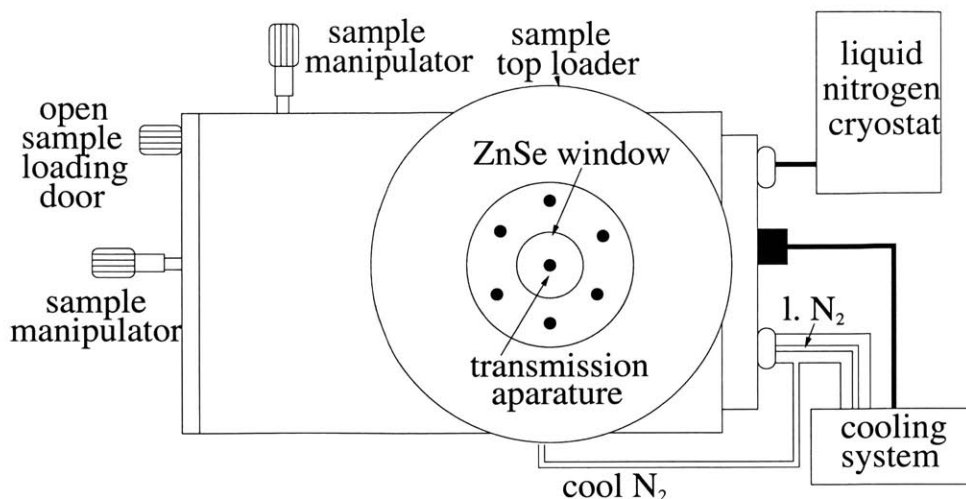 sample
manipulator
sample
top loader
liquid
nitrogen
cryostat
open
sample
loading
door
ZnSe window
sample
manipulator
l. N₂
transmission
aparature
cooling
system
cool N₂